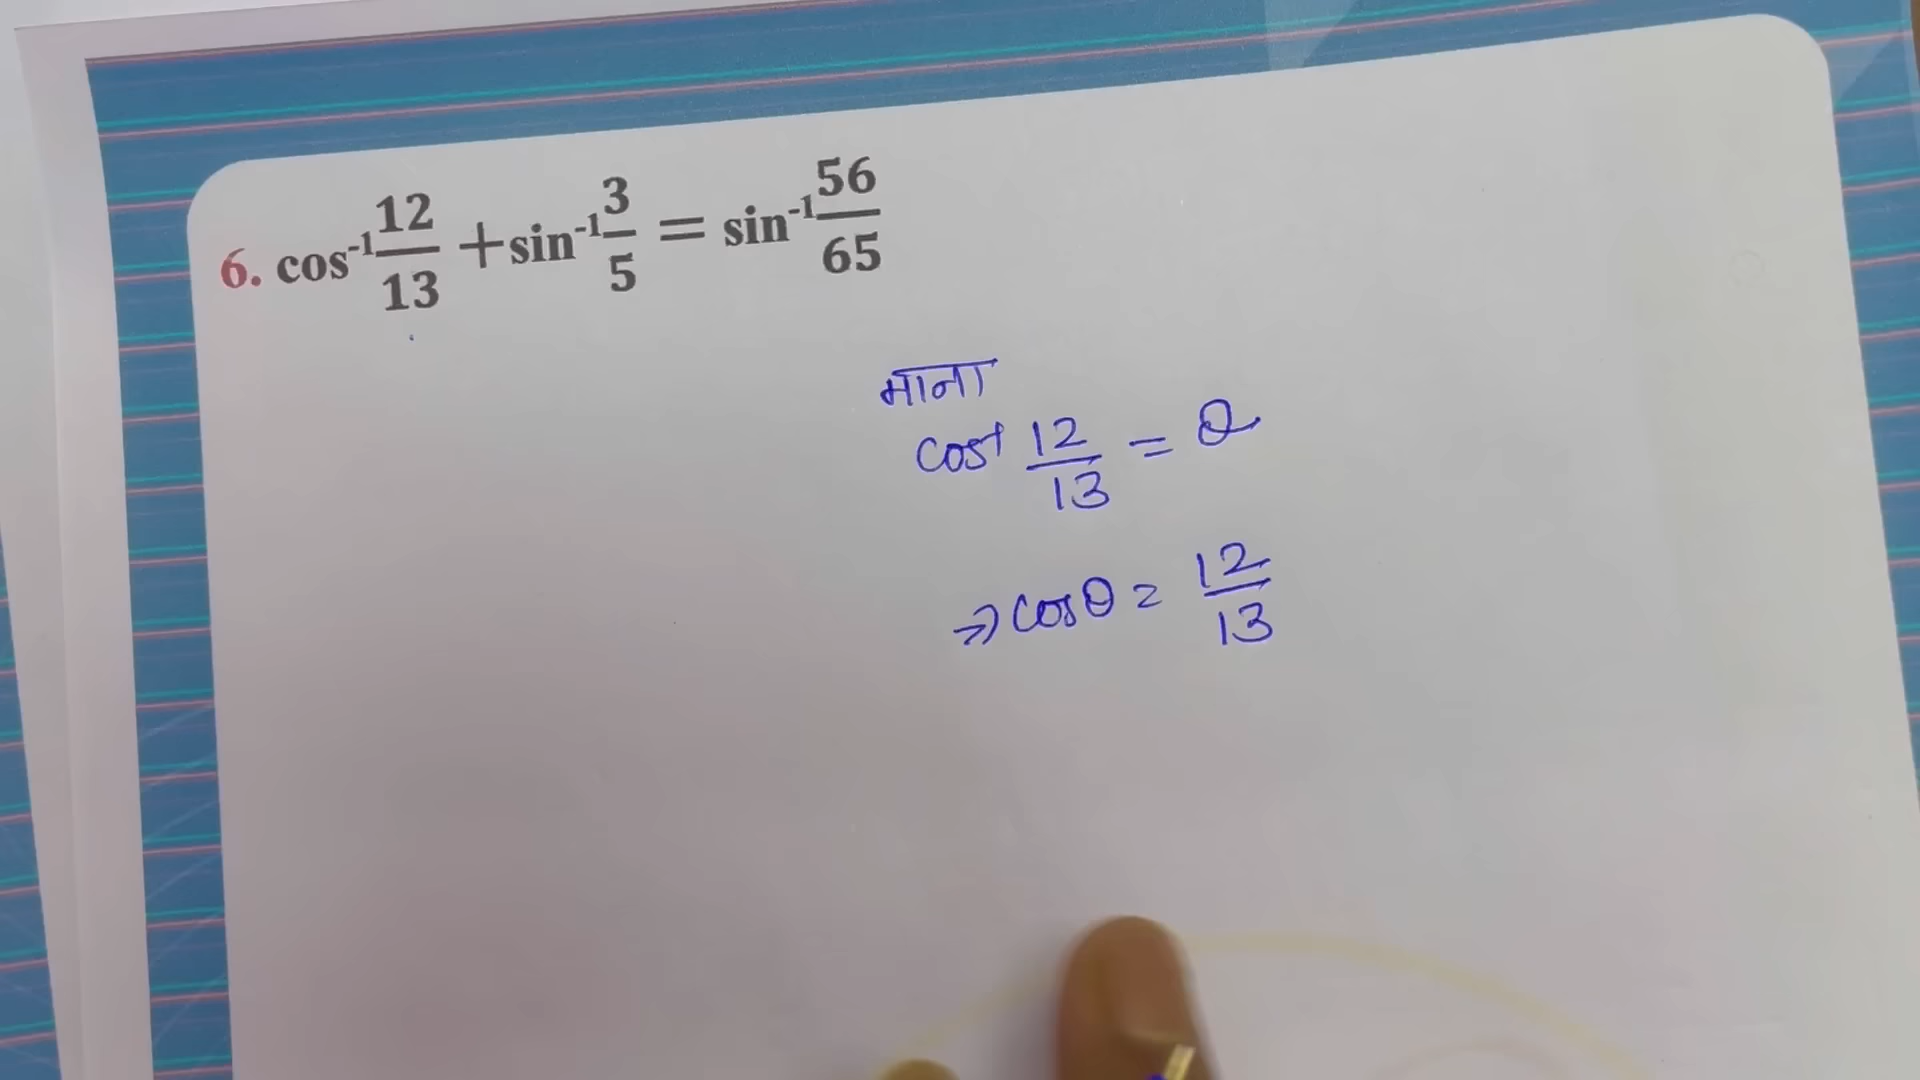 6. cos⁻¹ 12/13 + sin⁻¹ 3/5 = sin⁻¹ 56/65
माना
cos⁻¹ 12/13 = θ
⇒ cosθ = 12/13